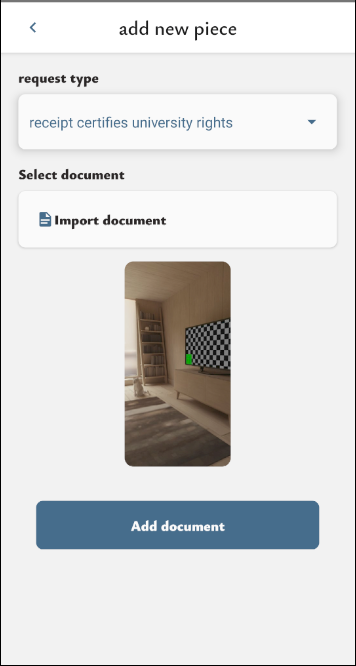 add new piece
request type
receipt certifies university rights
Select document
Import document
Add document